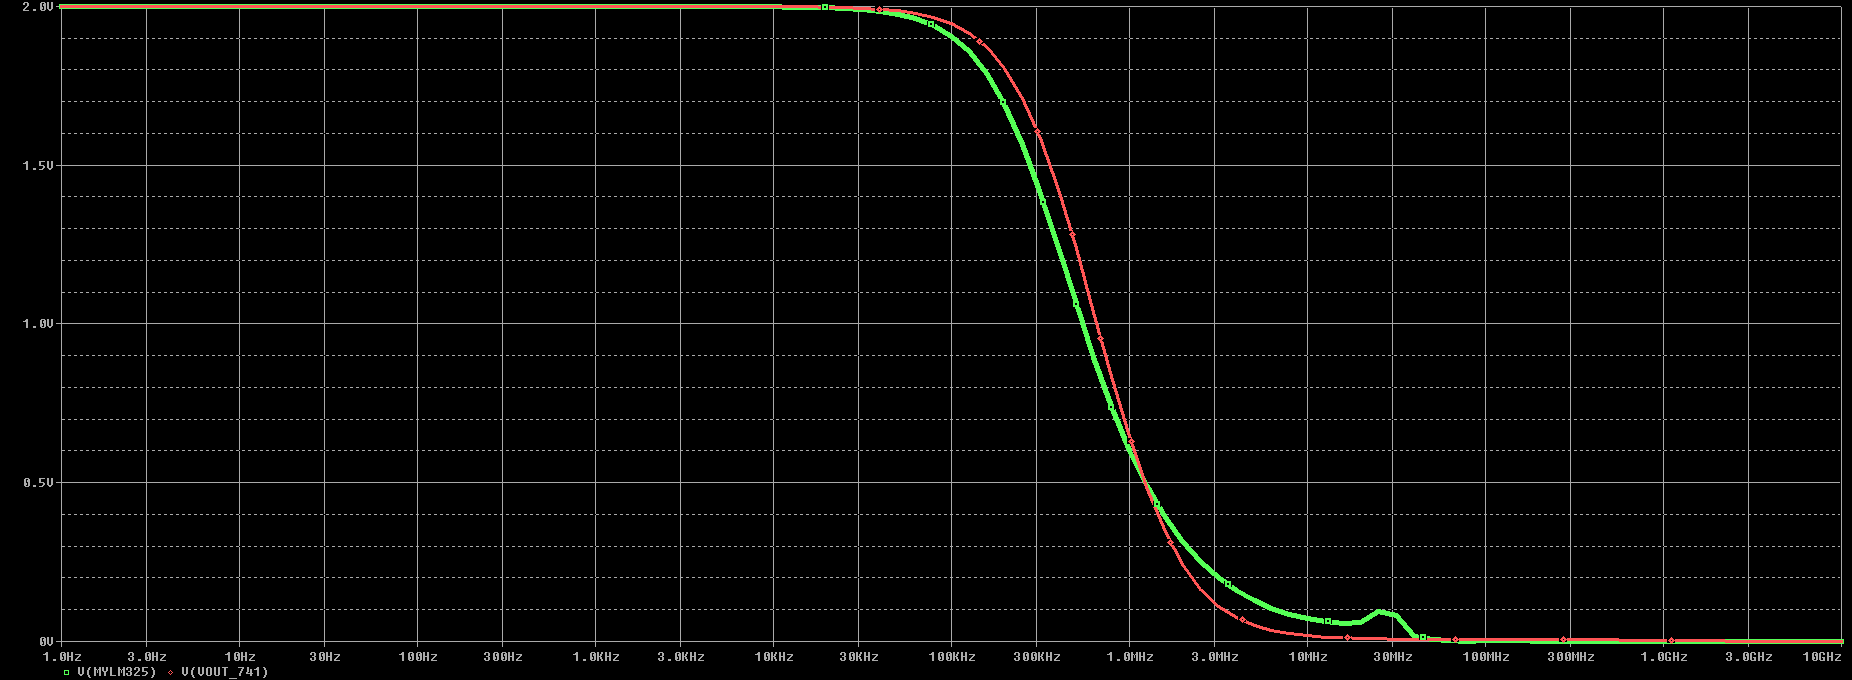 2.0V
1.5V
1.0V
0.5V
0V
1.0Hz 3.0Hz 10Hz 30Hz 100Hz 300Hz 1.0KHz 3.0KHz 10KHz 30KHz 100KHz 300KHz 1.0MHz 3.0MHz 10MHz 30MHz 100MHz 300MHz 1.0GHz 3.0GHz 10GHz
V(MYLM325) V(VOUT_741)